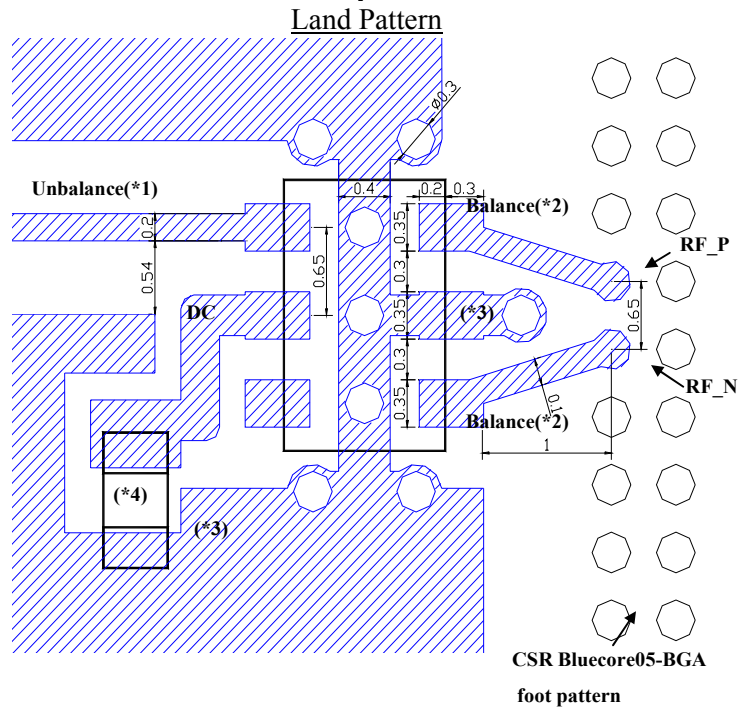 Land Pattern
ø0.3
Unbalance(*1)
0.4
0.2
0.3
Balance(*2)
0.2
0.35
RF_P
0.54
0.65
0.3
DC
0.35
(*3)
0.65
0.3
RF_N
0.35
0.1
Balance(*2)
1
(*4)
(*3)
CSR Bluecore05-BGA
foot pattern